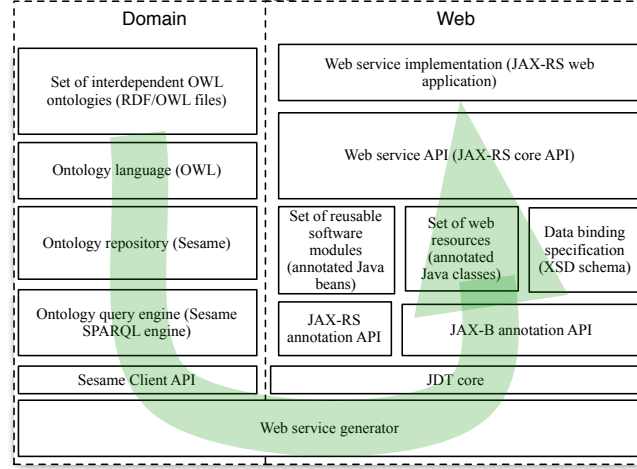 Domain
Set of interdependent OWL
ontologies (RDF/OWL files)
Ontology language (OWL)
Ontology repository (Sesame)
Ontology query engine (Sesame
SPARQL engine)
Sesame Client API
Web
Web service implementation (JAX-RS web
application)
Web service API (JAX-RS core API)
Set of reusable
software
modules
(annotated Java
beans)
Set of web
resources
(annotated
Java classes)
Data binding
specification
(XSD schema)
JAX-RS
annotation API
JAX-B annotation API
JDT core
Web service generator